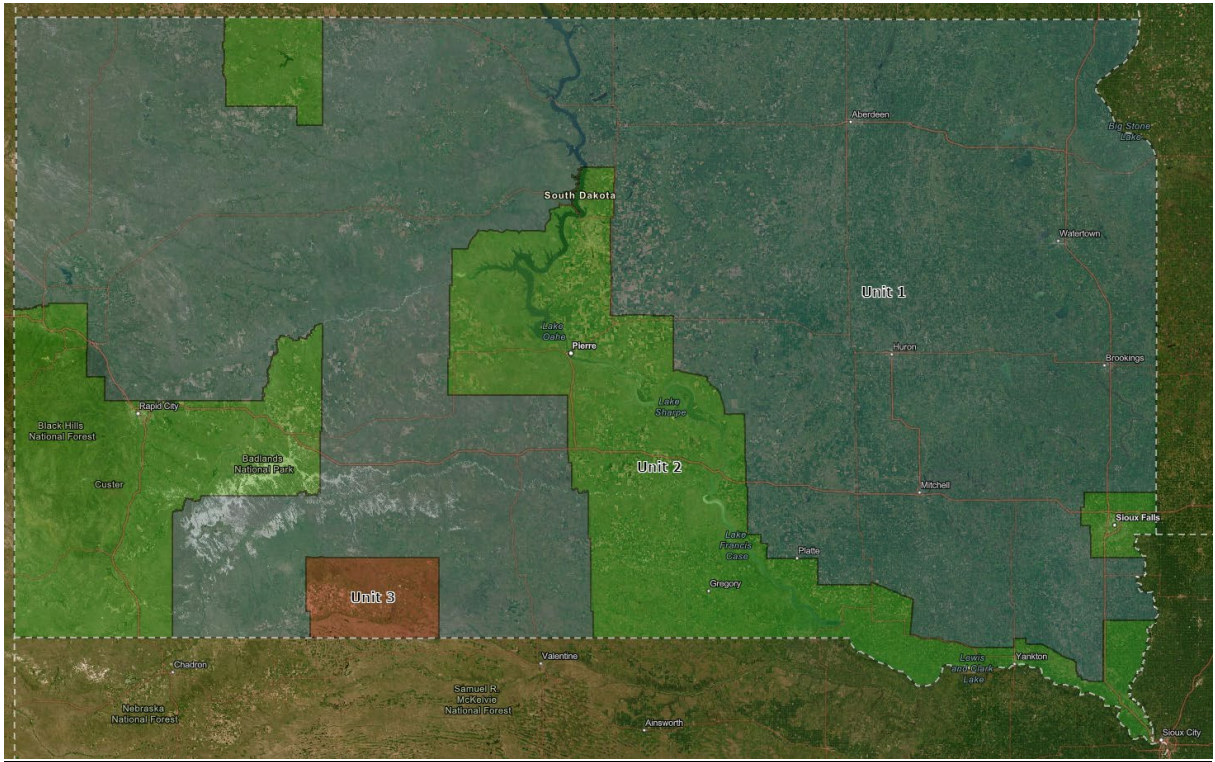 Aberdeen
Big Stone
Lake
South Dakota
Watertown
Unit 1
Lake
Oahe
Pierre
Huron
Brookings
Rapid City
Lake
Sharpe
Black Hills
National Forest
Badlands
National Park
Unit 2
Custer
Mitchell
Sioux Falls
Lake
Francis
Case
Platte
Gregory
Unit 3
Chadron
Valentine
Lewis
and Clark
Lake
Yankton
Samuel R.
McKelvie
National Forest
Nebraska
National Forest
Ainsworth
Sioux City